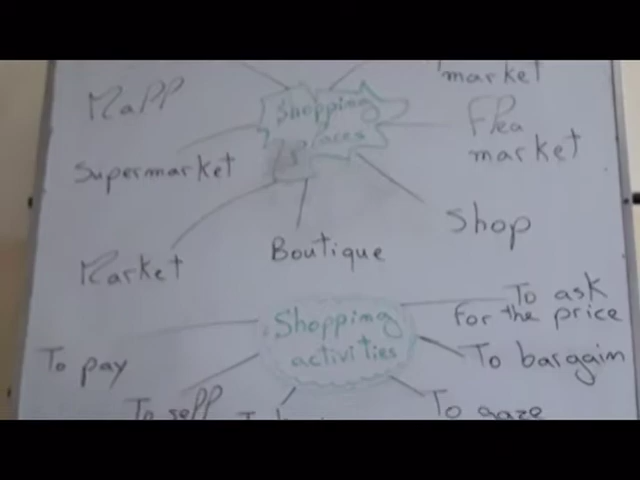 market
Mall
Shopping
places
Flea
market
Supermarket
Shop
Boutique
Market
To ask
for the price
Shopping
activities
To bargain
To pay
To sell
To gaze